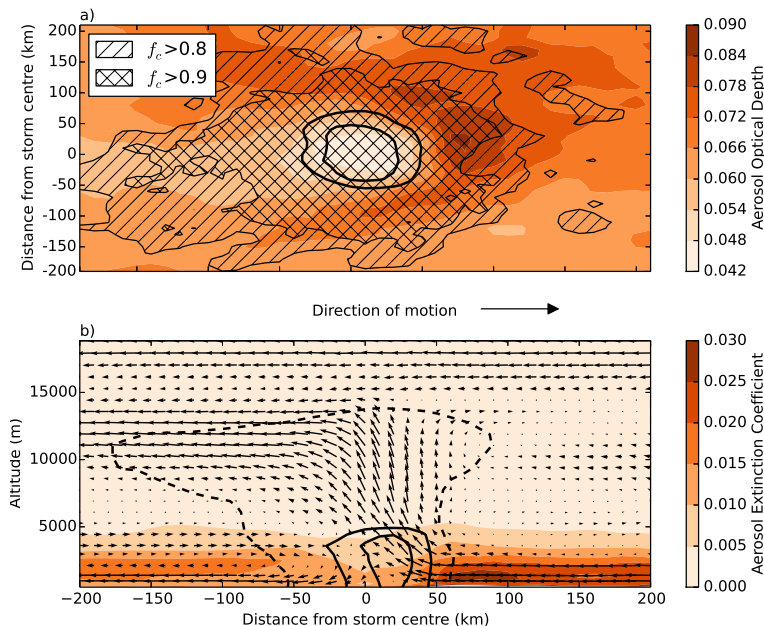 a)
f_c>0.8
f_c>0.9
200
150
100
50
0
-50
-100
-150
-200
Distance from storm centre (km)
0.090
0.084
0.078
0.072
0.066
0.060
0.054
0.048
0.042
Aerosol Optical Depth
Direction of motion
b)
15000
10000
5000
Altitude (m)
−200 −150 −100 −50 0 50 100 150 200
Distance from storm centre (km)
0.030
0.025
0.020
0.015
0.010
0.005
0.000
Aerosol Extinction Coefficient